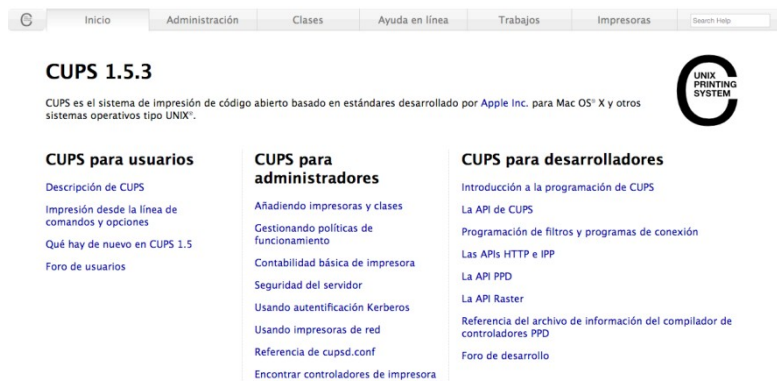 Inicio
Administración
Clases
Ayuda en línea
Trabajos
Impresoras
Search Help
CUPS 1.5.3
CUPS es el sistema de impresión de código abierto basado en estándares desarrollado por Apple Inc. para Mac OS® X y otros
sistemas operativos tipo UNIX®.
UNIX
PRINTING
SYSTEM
CUPS para usuarios
Descripción de CUPS
Impresión desde la línea de
comandos y opciones
Qué hay de nuevo en CUPS 1.5
Foro de usuarios
CUPS para
administradores
Añadiendo impresoras y clases
Gestionando políticas de
funcionamiento
Contabilidad básica de impresora
Seguridad del servidor
Usando autentificación Kerberos
Usando impresoras de red
Referencia de cupsd.conf
Encontrar controladores de impresora
CUPS para desarrolladores
Introducción a la programación de CUPS
La API de CUPS
Programación de filtros y programas de conexión
Las APIs HTTP e IPP
La API PPD
La API Raster
Referencia del archivo de información del compilador de
controladores PPD
Foro de desarrollo